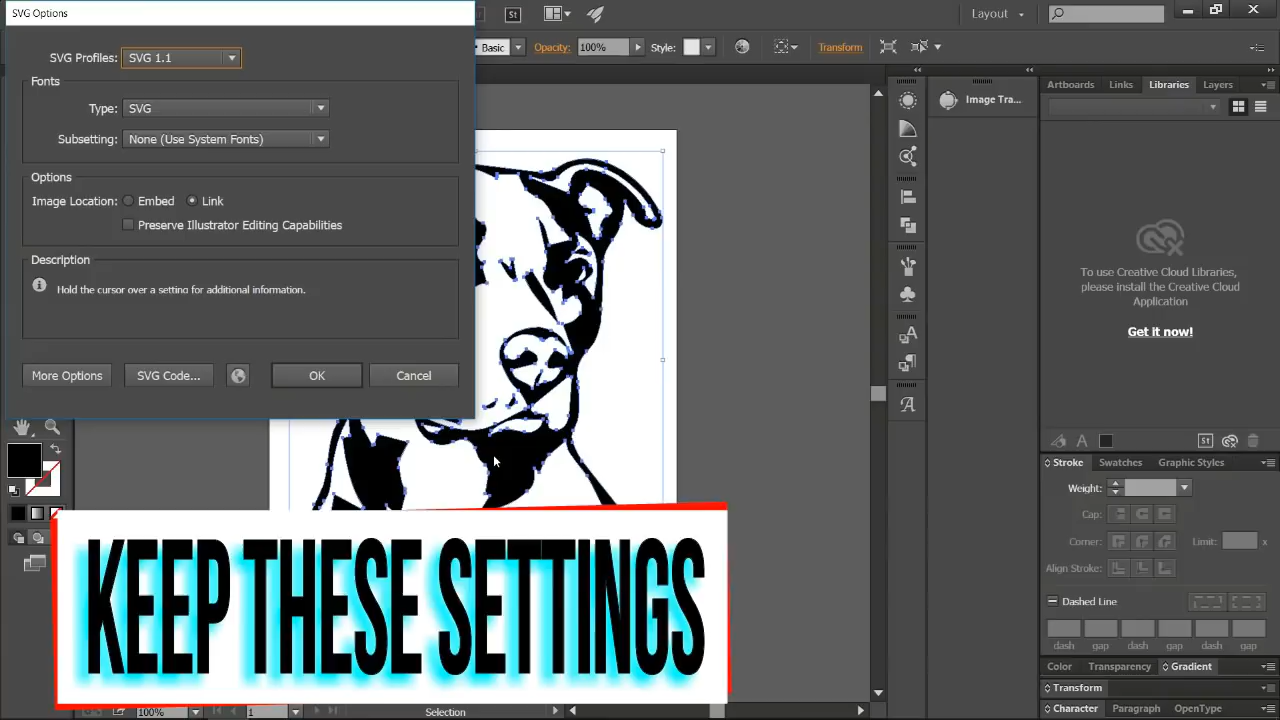 SVG Options
St
Layout
Basic
Opacity:
100%
Style:
Transform
SVG Profiles:
SVG 1.1
Fonts
Type:
SVG
Subsetting:
None (Use System Fonts)
Options
Image Location:
Embed
Link
Preserve Illustrator Editing Capabilities
Description
Hold the cursor over a setting for additional information.
More Options
SVG Code...
OK
Cancel
Image Tra...
Artboards
Links
Libraries
Layers
To use Creative Cloud Libraries,
please install the Creative Cloud
Application
Get it now!
St
Stroke
Swatches
Graphic Styles
Weight:
Cap:
Corner:
Limit:
x
Align Stroke:
Dashed Line
dash
gap
dash
gap
dash
gap
Color
Transparency
Gradient
Transform
Character
Paragraph
OpenType
KEEP THESE SETTINGS
100%
1
Selection